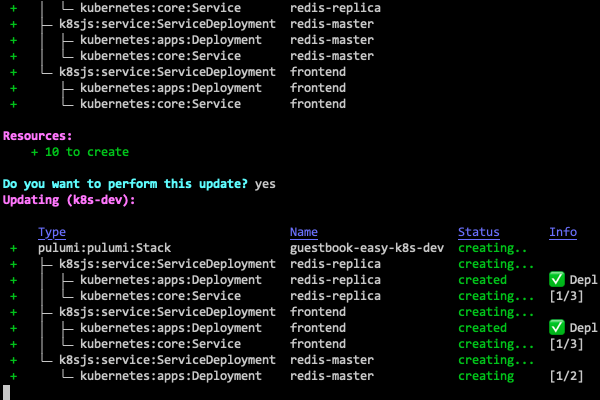 + │ └─ kubernetes:core:Service redis-replica
+ ├─ k8sjs:service:ServiceDeployment redis-master
+ │ ├─ kubernetes:apps:Deployment redis-master
+ │ └─ kubernetes:core:Service redis-master
+ └─ k8sjs:service:ServiceDeployment frontend
+ ├─ kubernetes:apps:Deployment frontend
+ └─ kubernetes:core:Service frontend
Resources:
+ 10 to create
Do you want to perform this update? yes
Updating (k8s-dev):
Type Name Status Info
+ pulumi:pulumi:Stack guestbook-easy-k8s-dev creating..
+ ├─ k8sjs:service:ServiceDeployment redis-replica creating...
+ │ ├─ kubernetes:apps:Deployment redis-replica created ✅ Depl
+ │ └─ kubernetes:core:Service redis-replica creating... [1/3]
+ ├─ k8sjs:service:ServiceDeployment frontend creating...
+ │ ├─ kubernetes:apps:Deployment frontend created ✅ Depl
+ │ └─ kubernetes:core:Service frontend creating... [1/3]
+ └─ k8sjs:service:ServiceDeployment redis-master creating...
+ └─ kubernetes:apps:Deployment redis-master creating [1/2]